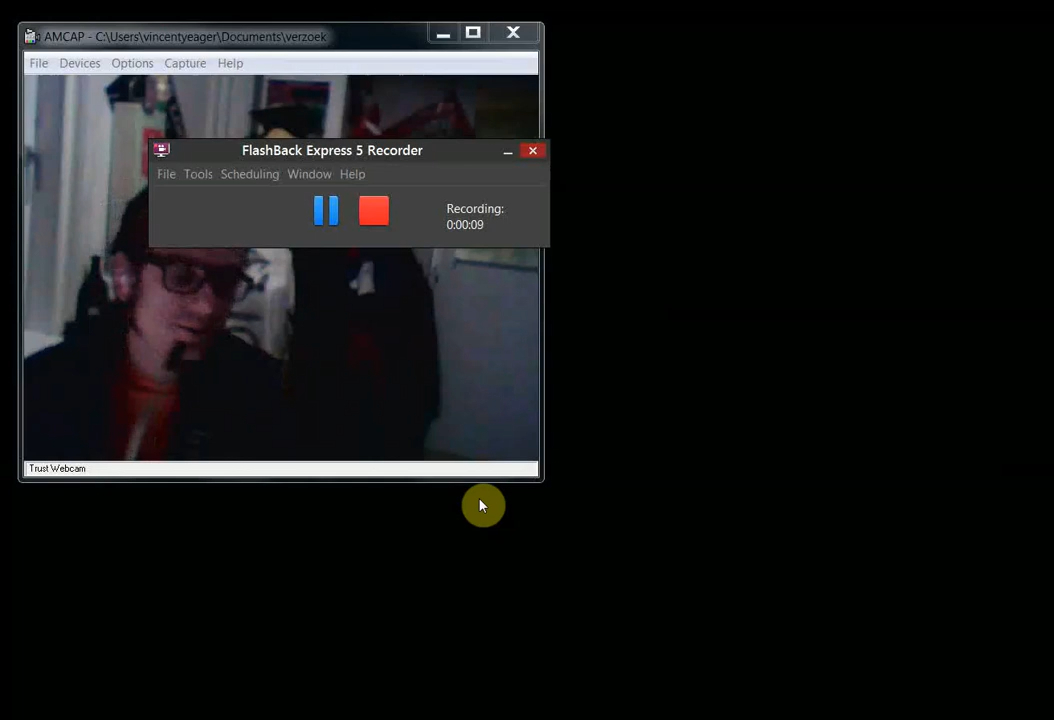 AMCAP - C:\Users\vincentyeager\Documents\verzoek
File Devices Options Capture Help
FlashBack Express 5 Recorder
File Tools Scheduling Window Help
Recording:
0:00:09
Trust Webcam